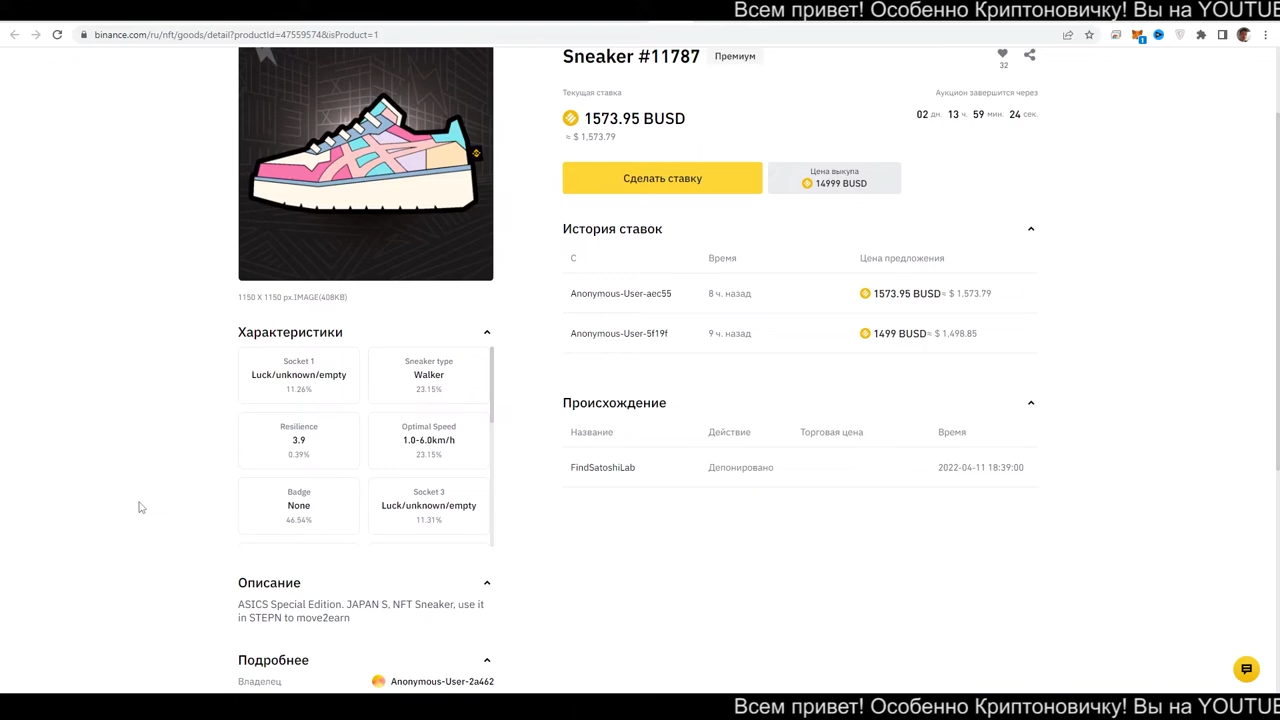 Всем привет! Особенно Криптоновичку! Вы на YOUTUBE
binance.com/ru/nft/goods/detail?productId=47559574&isProduct=1
1
Sneaker #11787
Премиум
32
Текущая ставка
Аукцион завершится через
1573.95 BUSD
02 дн. 13 ч. 59 мин. 24 сек.
≈ $ 1,573.79
Сделать ставку
Цена выкупа
14999 BUSD
1150 X 1150 px.IMAGE(408KB)
Характеристики
Socket 1
Luck/unknown/empty
11.26%
Sneaker type
Walker
23.15%
Resilience
3.9
0.39%
Optimal Speed
1.0-6.0km/h
23.15%
Badge
None
46.54%
Socket 3
Luck/unknown/empty
11.31%
Описание
ASICS Special Edition. JAPAN S, NFT Sneaker, use it
in STEPN to move2earn
Подробнее
Владелец
Anonymous-User-2a462
История ставок
С Время Цена предложения
Anonymous-User-aec55 8 ч. назад 1573.95 BUSD≈ $ 1,573.79
Anonymous-User-5f19f 9 ч. назад 1499 BUSD≈ $ 1,498.85
Происхождение
Название Действие Торговая цена Время
FindSatoshiLab Депонировано 2022-04-11 18:39:00
Всем привет! Особенно Криптоновичку! Вы на YOUTUBE